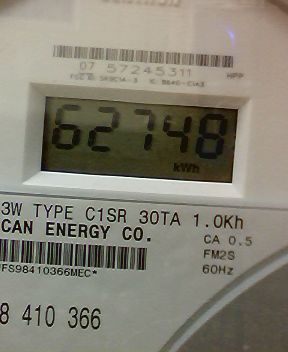 07 57245311
HPP
62748
kWh
3W TYPE C1SR 30TA 1.0Kh
CAN ENERGY CO.
CA 0.5
FM2S
60Hz
*FS98410366MEC*
8 410 366